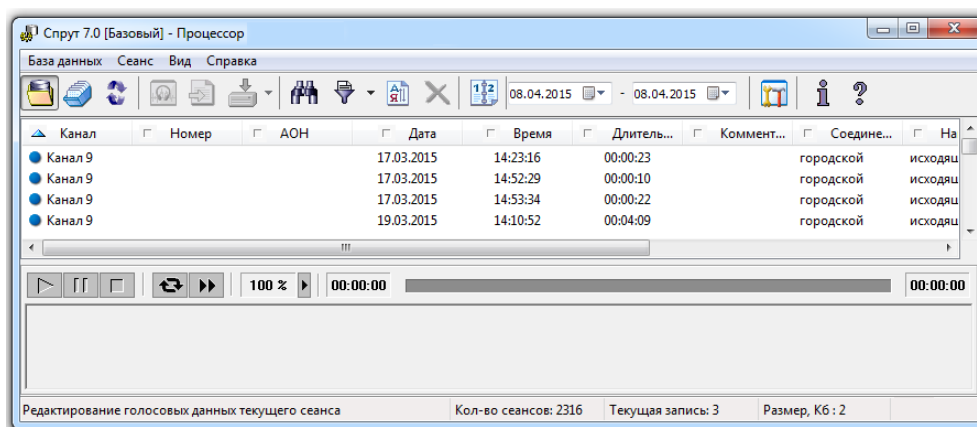 Спрут 7.0 [Базовый] - Процессор
База данных Сеанс Вид Справка
08.04.2015 - 08.04.2015
Канал Номер АОН Дата Время Длитель... Коммент... Соедине... На
Канал 9 17.03.2015 14:23:16 00:00:23 городской исходящ
Канал 9 17.03.2015 14:52:29 00:00:10 городской исходящ
Канал 9 17.03.2015 14:53:34 00:00:22 городской исходящ
Канал 9 19.03.2015 14:10:52 00:04:09 городской исходящ
100 % 00:00:00 00:00:00
Редактирование голосовых данных текущего сеанса Кол-во сеансов: 2316 Текущая запись: 3 Размер, Кб : 2